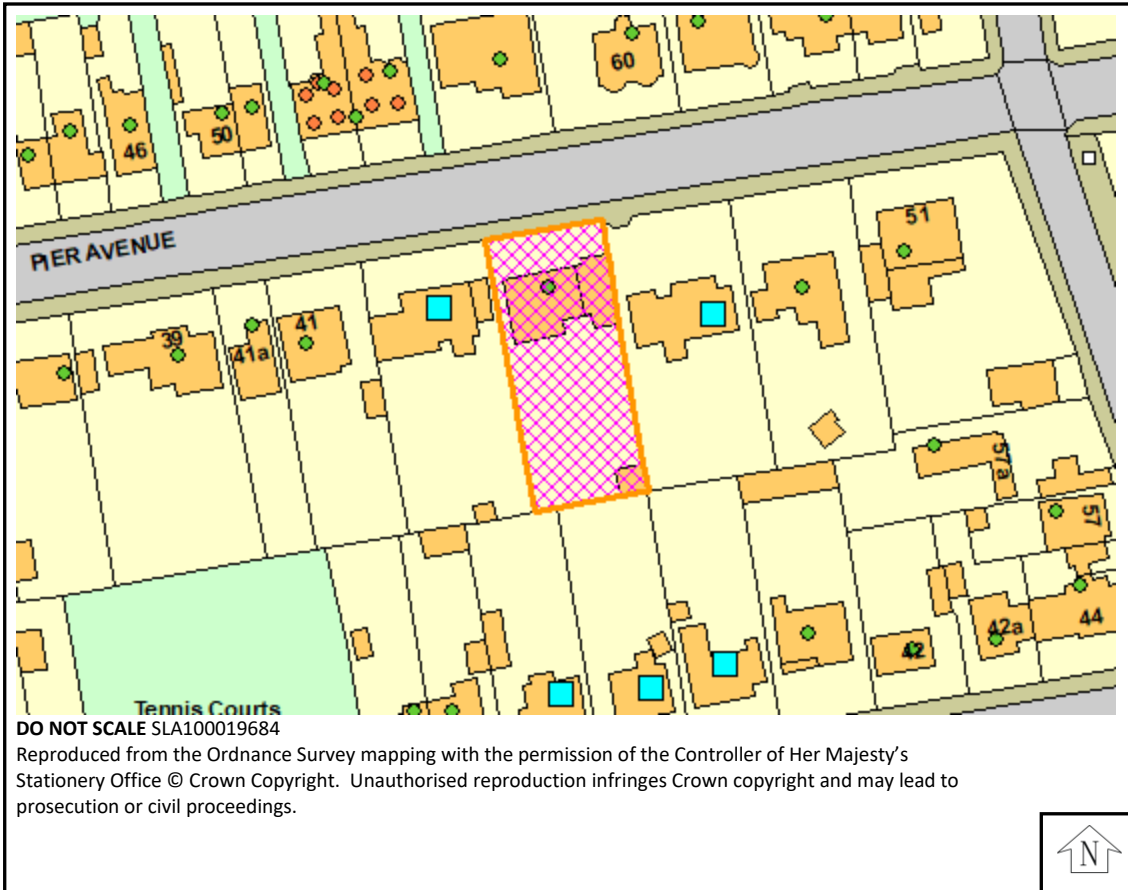 60
46
50
51
PIER AVENUE
39
41a
41
57a
57
42a
44
42
Tennis Courts
DO NOT SCALE SLA100019684
Reproduced from the Ordnance Survey mapping with the permission of the Controller of Her Majesty's
Stationery Office © Crown Copyright.  Unauthorised reproduction infringes Crown copyright and may lead to
prosecution or civil proceedings.
N